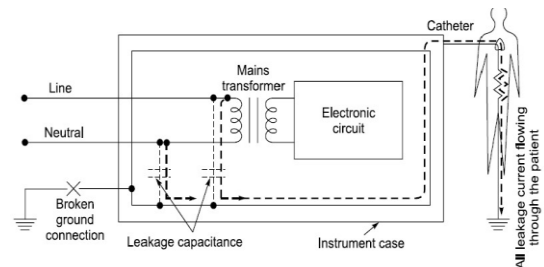 Catheter
Mains
transformer
Line
Electronic
circuit
Neutral
Broken
ground
connection
Leakage capacitance
Instrument case
All leakage current flowing
through the patient